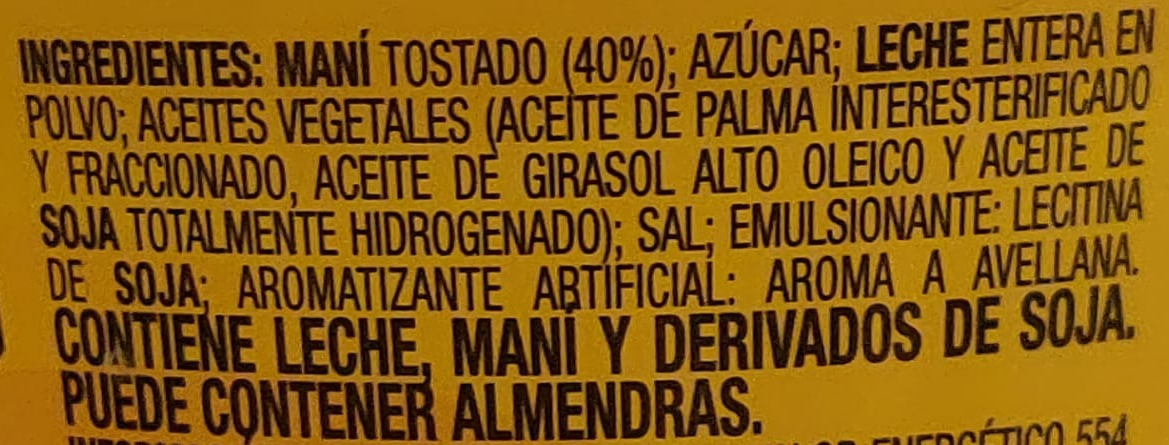 INGREDIENTES: MANÍ TOSTADO (40%); AZÚCAR; LECHE ENTERA EN
POLVO; ACEITES VEGETALES (ACEITE DE PALMA INTERESTERIFICADO
Y FRACCIONADO, ACEITE DE GIRASOL ALTO OLEICO Y ACEITE DE
SOJA TOTALMENTE HIDROGENADO); SAL; EMULSIONANTE: LECITINA
DE SOJA; AROMATIZANTE ARTIFICIAL: AROMA A AVELLANA.
CONTIENE LECHE, MANÍ Y DERIVADOS DE SOJA.
PUEDE CONTENER ALMENDRAS.
ENERGÉTICO 554